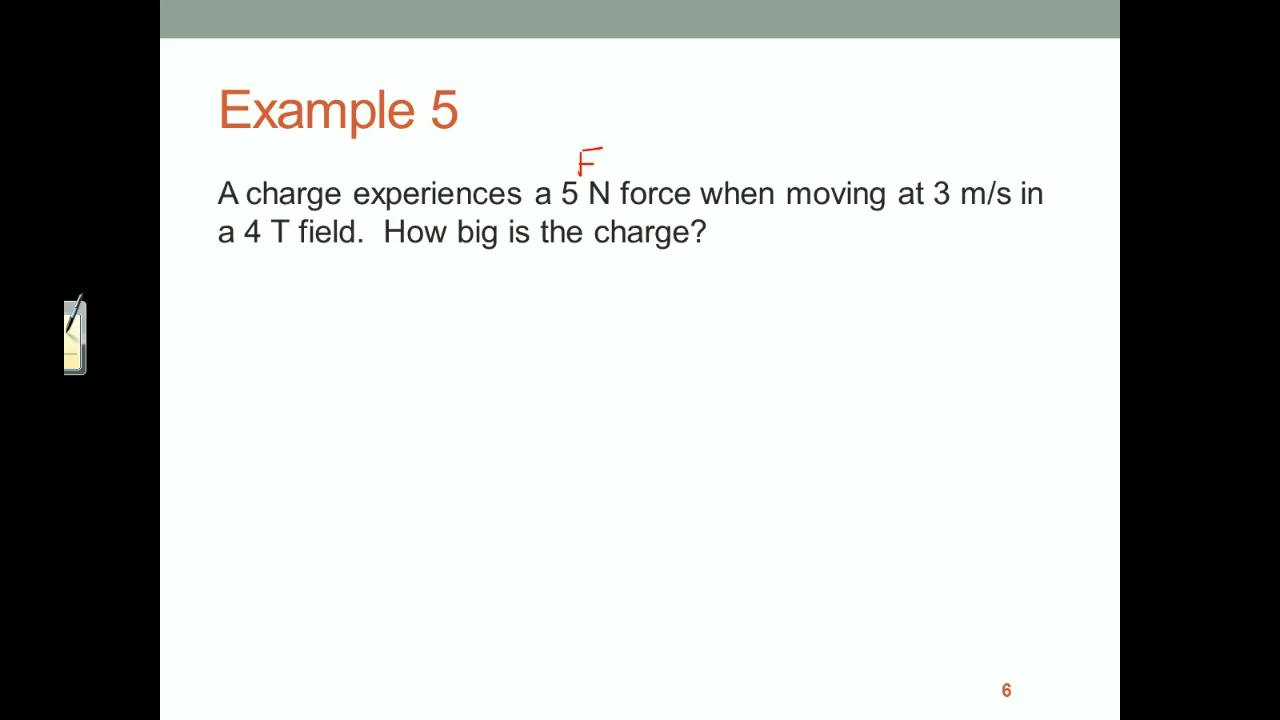 Example 5
F
A charge experiences a 5 N force when moving at 3 m/s in
a 4 T field.  How big is the charge?
6